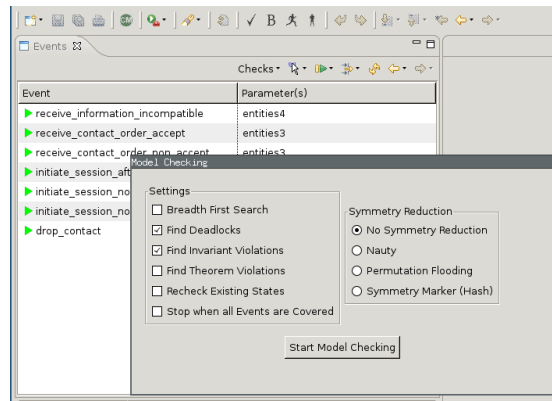 Events
Checks
Event Parameter(s)
receive_information_incompatible entities4
receive_contact_order_accept entities3
receive_contact_order_non_accept entities3
Model Checking
initiate_session_aft
initiate_session_no
initiate_session_no
drop_contact
Settings
Breadth First Search
Find Deadlocks
Find Invariant Violations
Find Theorem Violations
Recheck Existing States
Stop when all Events are Covered
Symmetry Reduction
No Symmetry Reduction
Nauty
Permutation Flooding
Symmetry Marker (Hash)
Start Model Checking